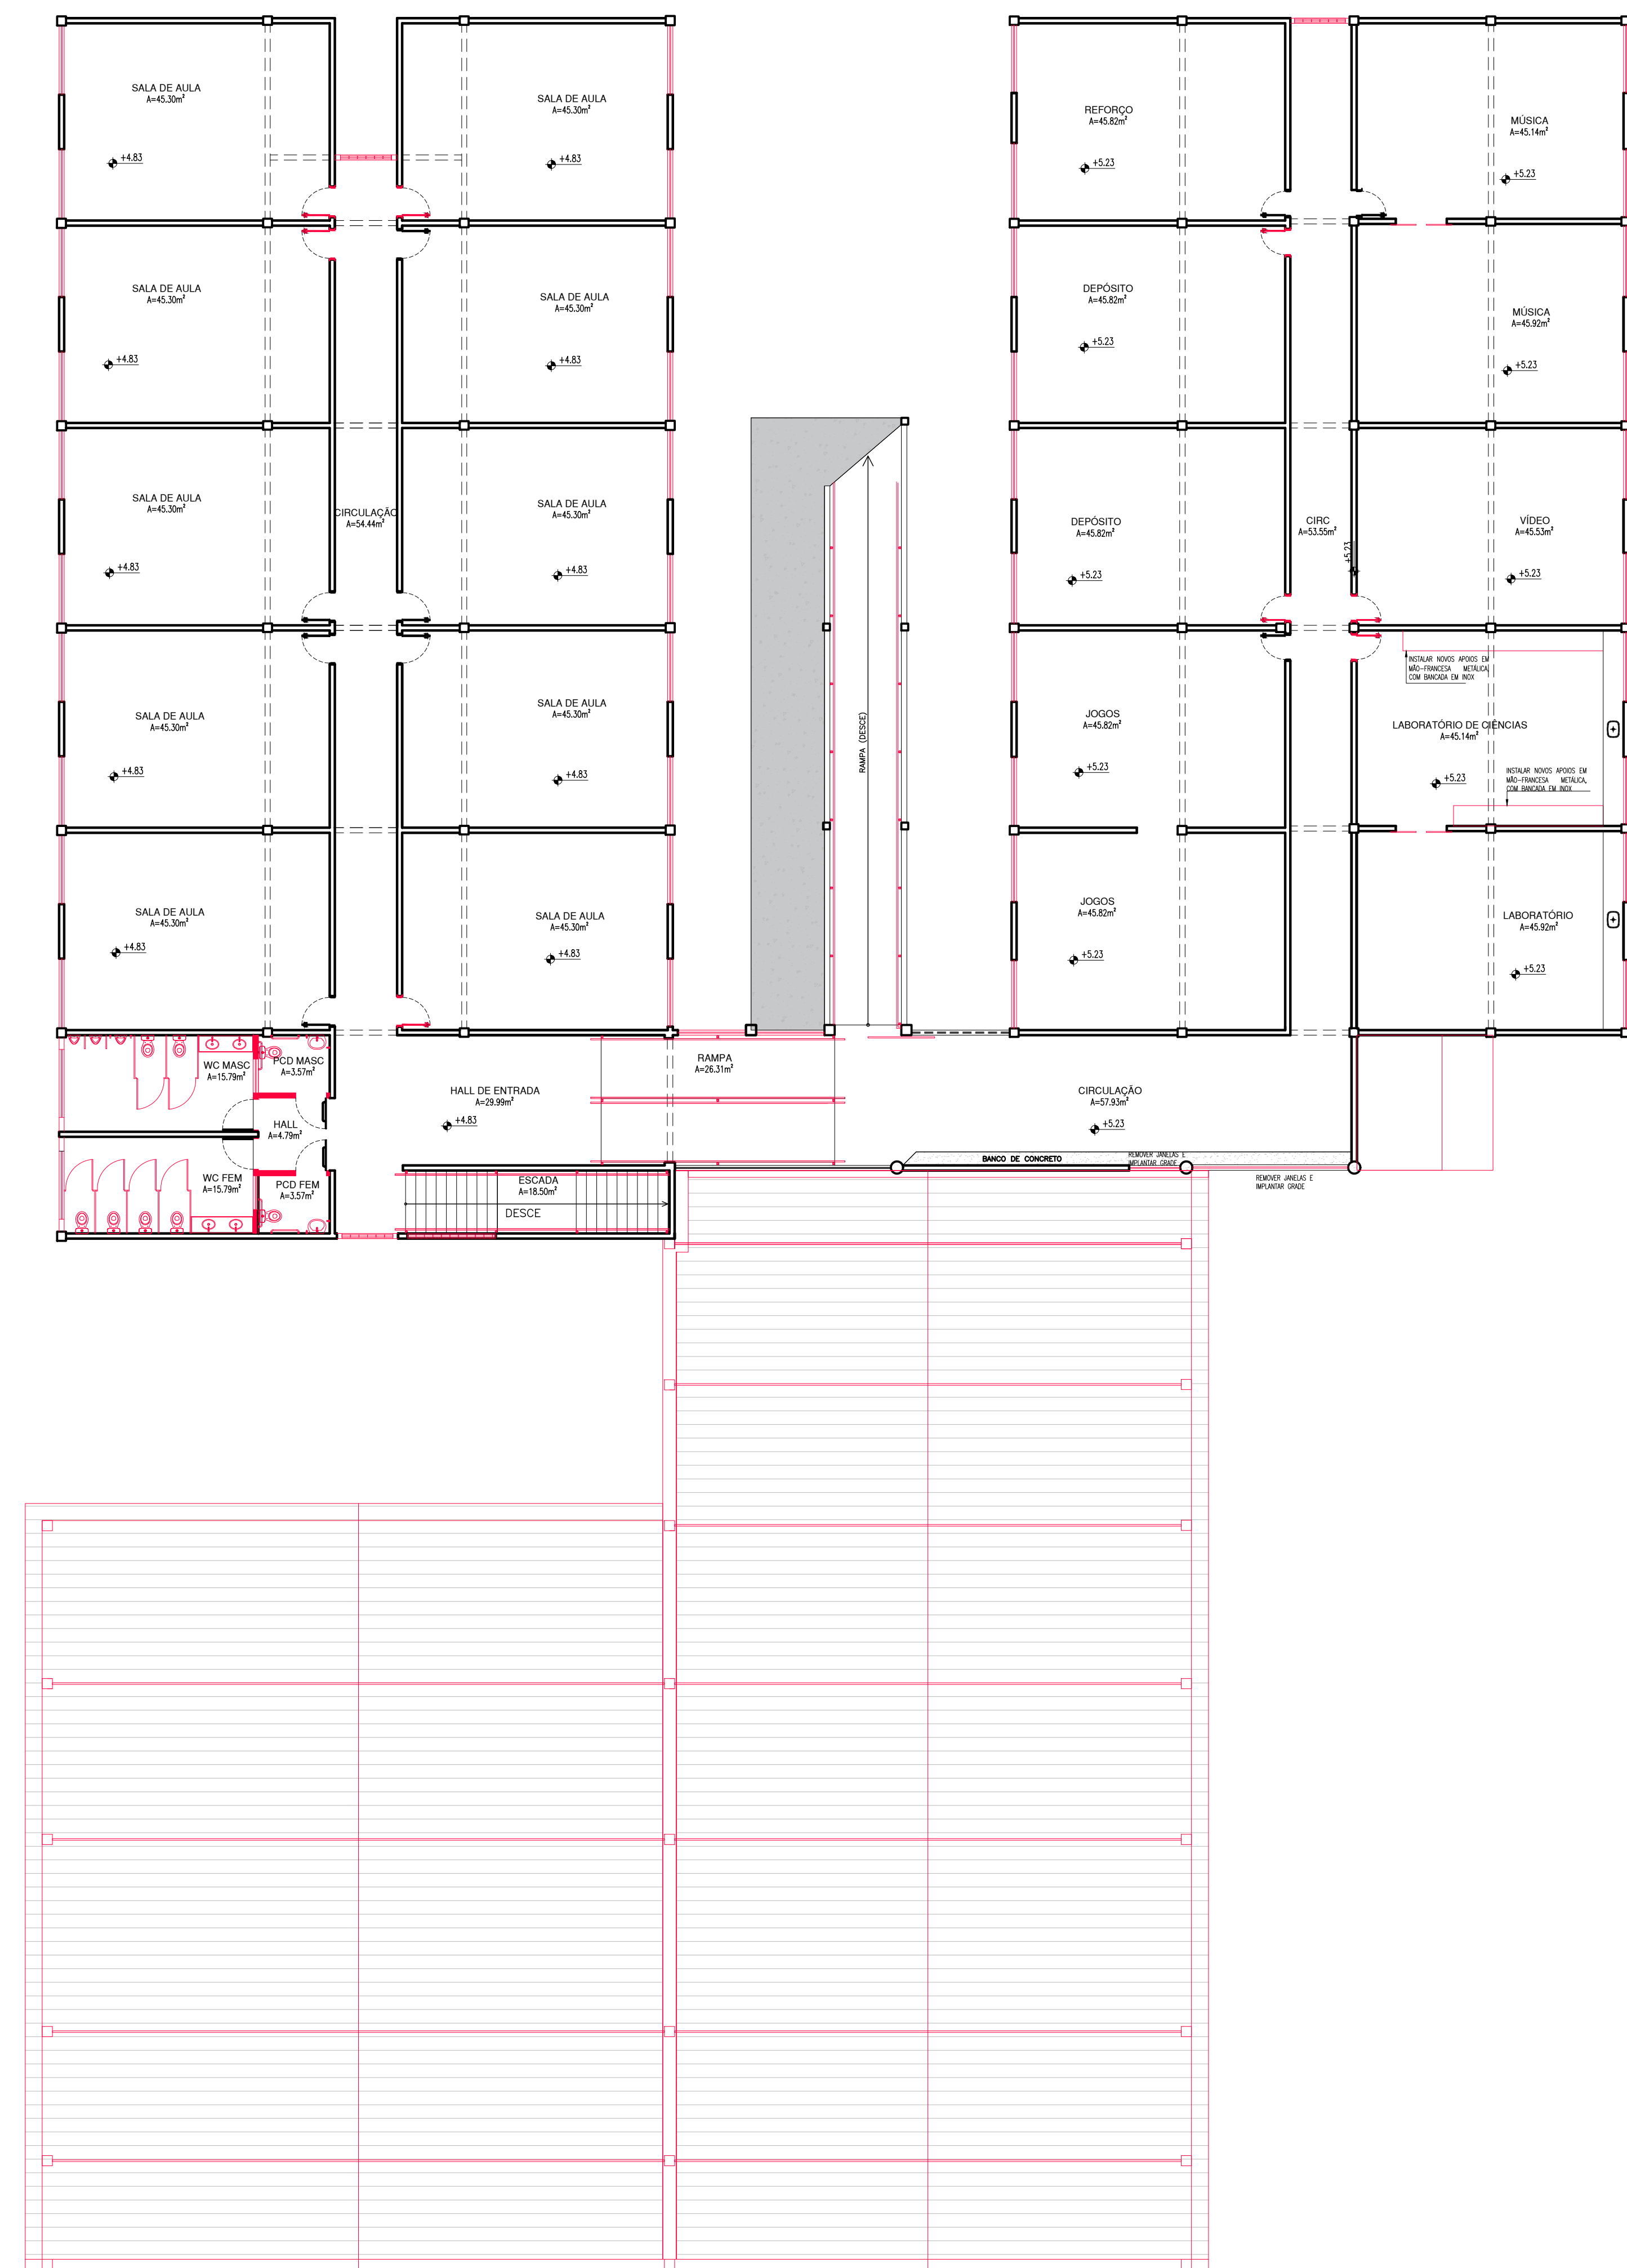 SALA DE AULA
A=45.30m²
+4.83
SALA DE AULA
A=45.30m²
+4.83
REFORÇO
A=45.82m²
+5.23
MÚSICA
A=45.14m²
+5.23
SALA DE AULA
A=45.30m²
+4.83
SALA DE AULA
A=45.30m²
+4.83
DEPÓSITO
A=45.82m²
+5.23
MÚSICA
A=45.92m²
+5.23
SALA DE AULA
A=45.30m²
+4.83
CIRCULAÇÃO
A=54.44m²
SALA DE AULA
A=45.30m²
+4.83
DEPÓSITO
A=45.82m²
+5.23
CIRC
A=53.55m²
+5.23
VÍDEO
A=45.53m²
+5.23
SALA DE AULA
A=45.30m²
+4.83
SALA DE AULA
A=45.30m²
+4.83
RAMPA (DESCE)
JOGOS
A=45.82m²
+5.23
INSTALAR NOVOS APOIOS EM
MÃO-FRANCESA METÁLICA,
COM BANCADA EM INOX
LABORATÓRIO DE CIÊNCIAS
A=45.14m²
+5.23
INSTALAR NOVOS APOIOS EM
MÃO-FRANCESA METÁLICA,
COM BANCADA EM INOX
SALA DE AULA
A=45.30m²
+4.83
SALA DE AULA
A=45.30m²
+4.83
JOGOS
A=45.82m²
+5.23
LABORATÓRIO
A=45.92m²
+5.23
WC MASC
A=15.79m²
PCD MASC
A=3.57m²
HALL
A=4.79m²
HALL DE ENTRADA
A=29.99m²
+4.83
RAMPA
A=26.31m²
CIRCULAÇÃO
A=57.93m²
+5.23
WC FEM
A=15.79m²
PCD FEM
A=3.57m²
ESCADA
A=18.50m²
DESCE
BANCO DE CONCRETO
REMOVER JANELAS E
IMPLANTAR GRADE
REMOVER JANELAS E
IMPLANTAR GRADE